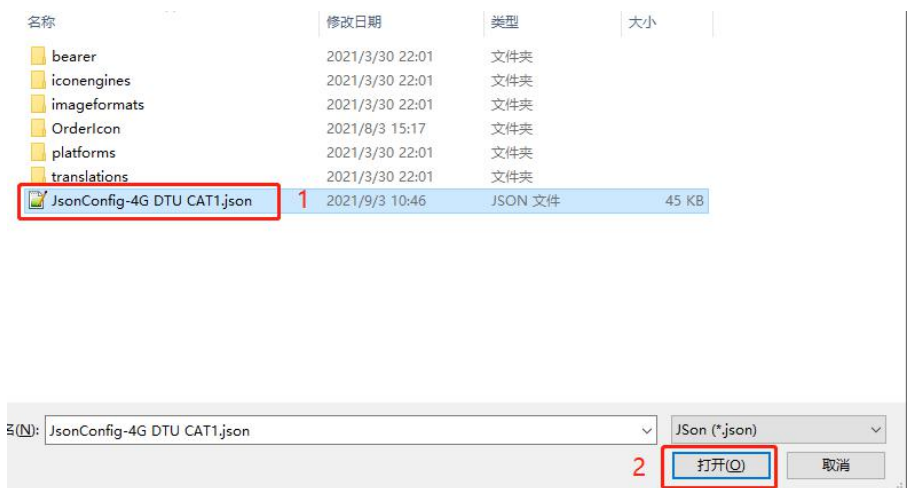 名称 修改日期 类型 大小
bearer 2021/3/30 22:01 文件夹
iconengines 2021/3/30 22:01 文件夹
imageformats 2021/3/30 22:01 文件夹
OrderIcon 2021/8/3 15:17 文件夹
platforms 2021/3/30 22:01 文件夹
translations 2021/3/30 22:01 文件夹
JsonConfig-4G DTU CAT1.json 1 2021/9/3 10:46 JSON 文件 45 KB
(N): JsonConfig-4G DTU CAT1.json JSon (*.json)
2 打开(O) 取消